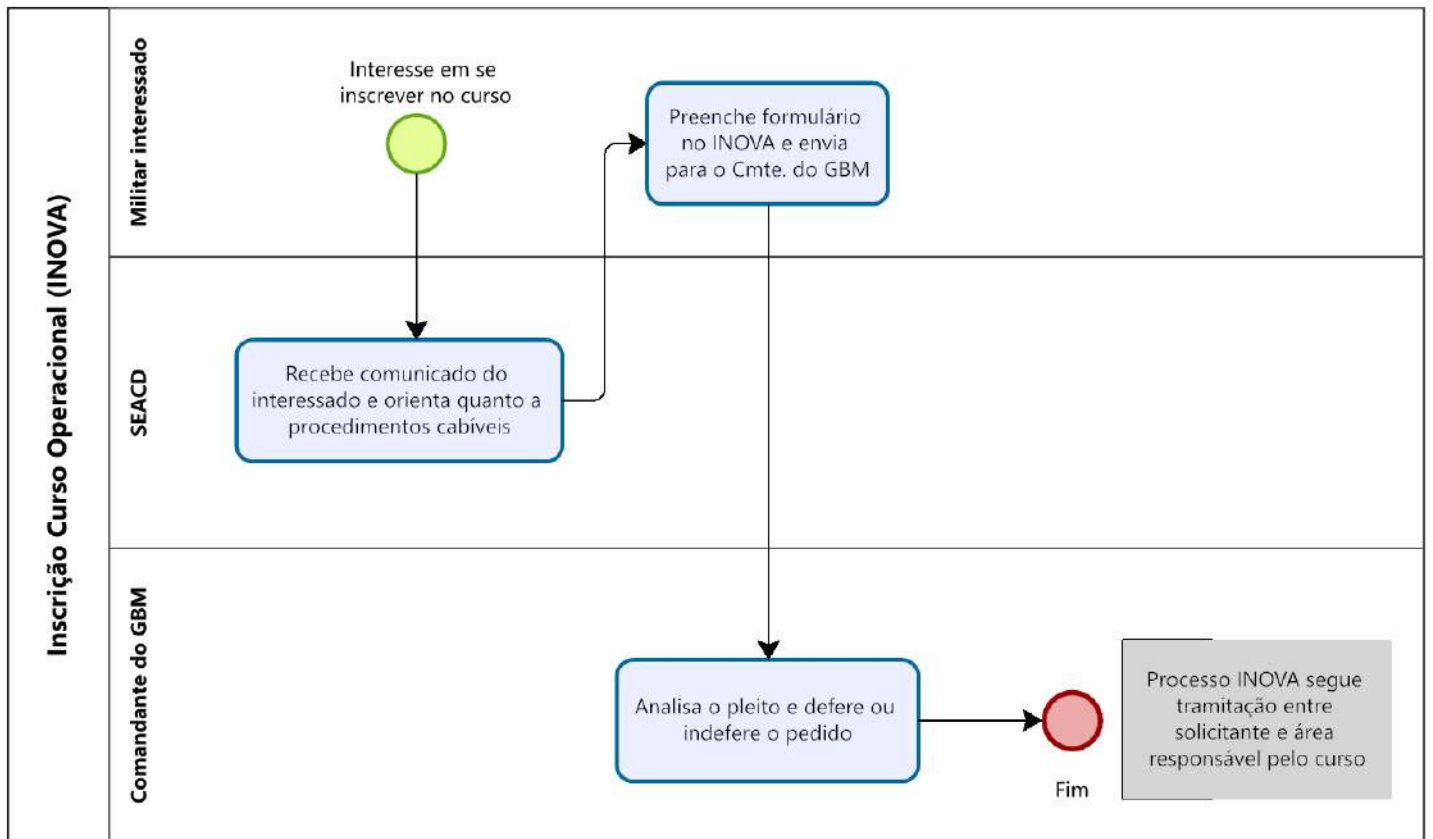 Inscrição Curso Operacional (INOVA)
Militar interessado
Interesse em se
inscrever no curso
Preenche formulário
no INOVA e envia
para o Cmte. do GBM
SEACD
Recebe comunicado do
interessado e orienta quanto a
procedimentos cabíveis
Comandante do GBM
Analisa o pleito e defere ou
indefere o pedido
Fim
Processo INOVA segue
tramitação entre
solicitante e área
responsável pelo curso